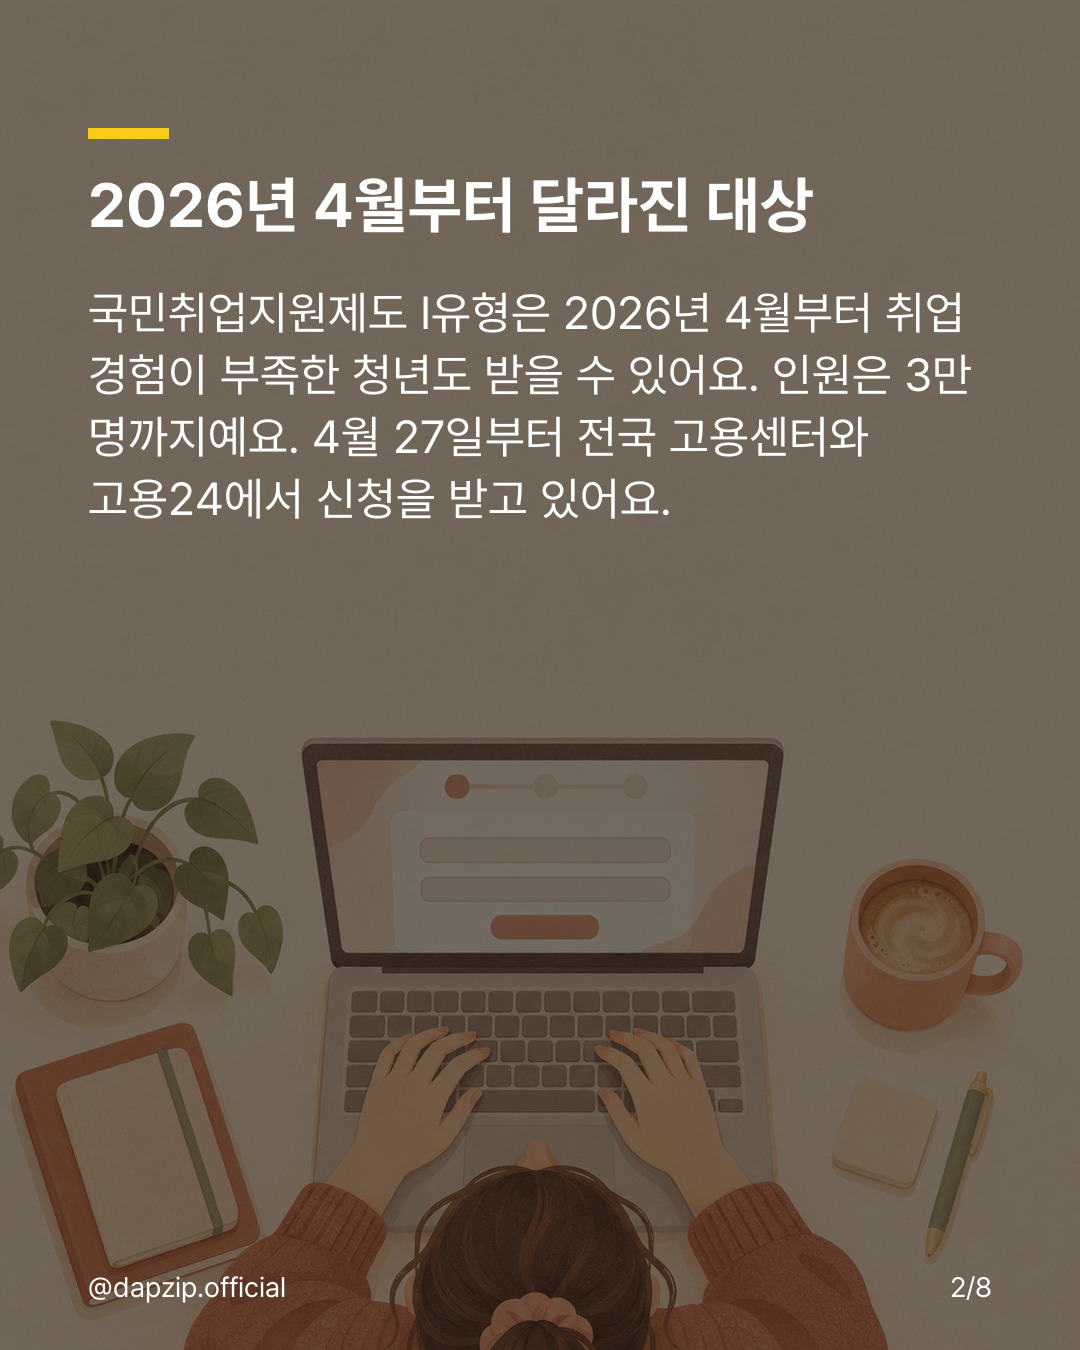 2026년 4월부터 달라진 대상
국민취업지원제도 I유형은 2026년 4월부터 취업
경험이 부족한 청년도 받을 수 있어요. 인원은 3만
명까지예요. 4월 27일부터 전국 고용센터와
고용24에서 신청을 받고 있어요.
@dapzip.official
2/8